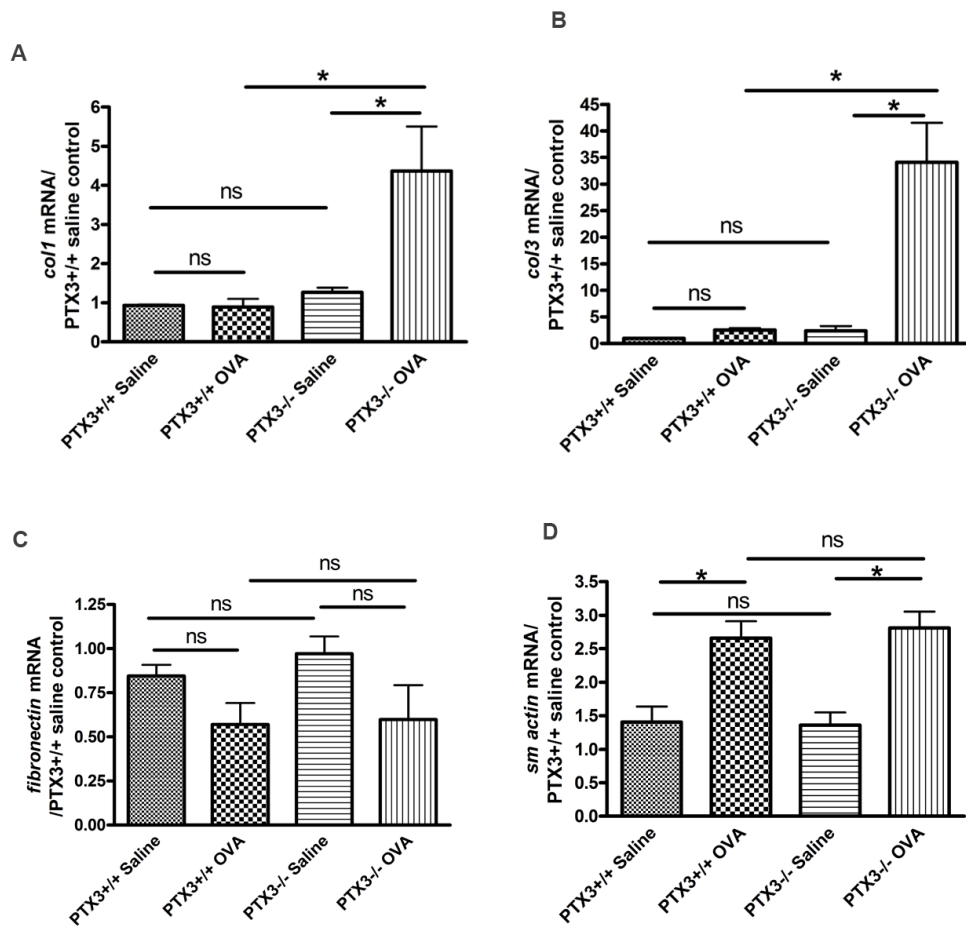 A
col1 mRNA/
PTX3+/+ saline control
6
5
4
3
2
1
0
*
*
ns
ns
PTX3+/+ Saline
PTX3+/+ OVA
PTX3-/- Saline
PTX3-/- OVA
B
col3 mRNA/
PTX3+/+ saline control
45
40
35
30
25
20
15
10
5
0
*
*
ns
ns
PTX3+/+ Saline
PTX3+/+ OVA
PTX3-/- Saline
PTX3-/- OVA
C
fibronectin mRNA
/PTX3+/+ saline control
1.25
1.00
0.75
0.50
0.25
0.00
ns
ns
ns
ns
PTX3+/+ Saline
PTX3+/+ OVA
PTX3-/- Saline
PTX3-/- OVA
D
sm actin mRNA/
PTX3+/+ saline control
3.5
3.0
2.5
2.0
1.5
1.0
0.5
0.0
ns
*
*
ns
PTX3+/+ Saline
PTX3+/+ OVA
PTX3-/- Saline
PTX3-/- OVA